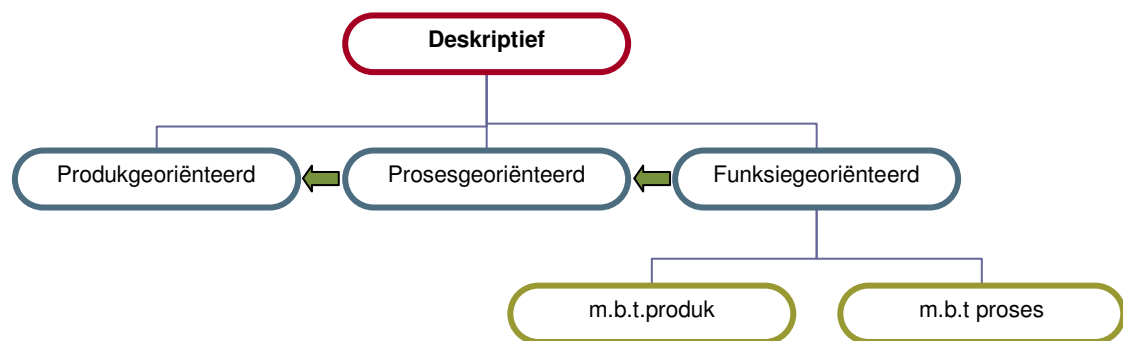 Deskriptief
Produkgeoriënteerd
Prosesgeoriënteerd
Funksiegeoriënteerd
m.b.t.produk
m.b.t proses